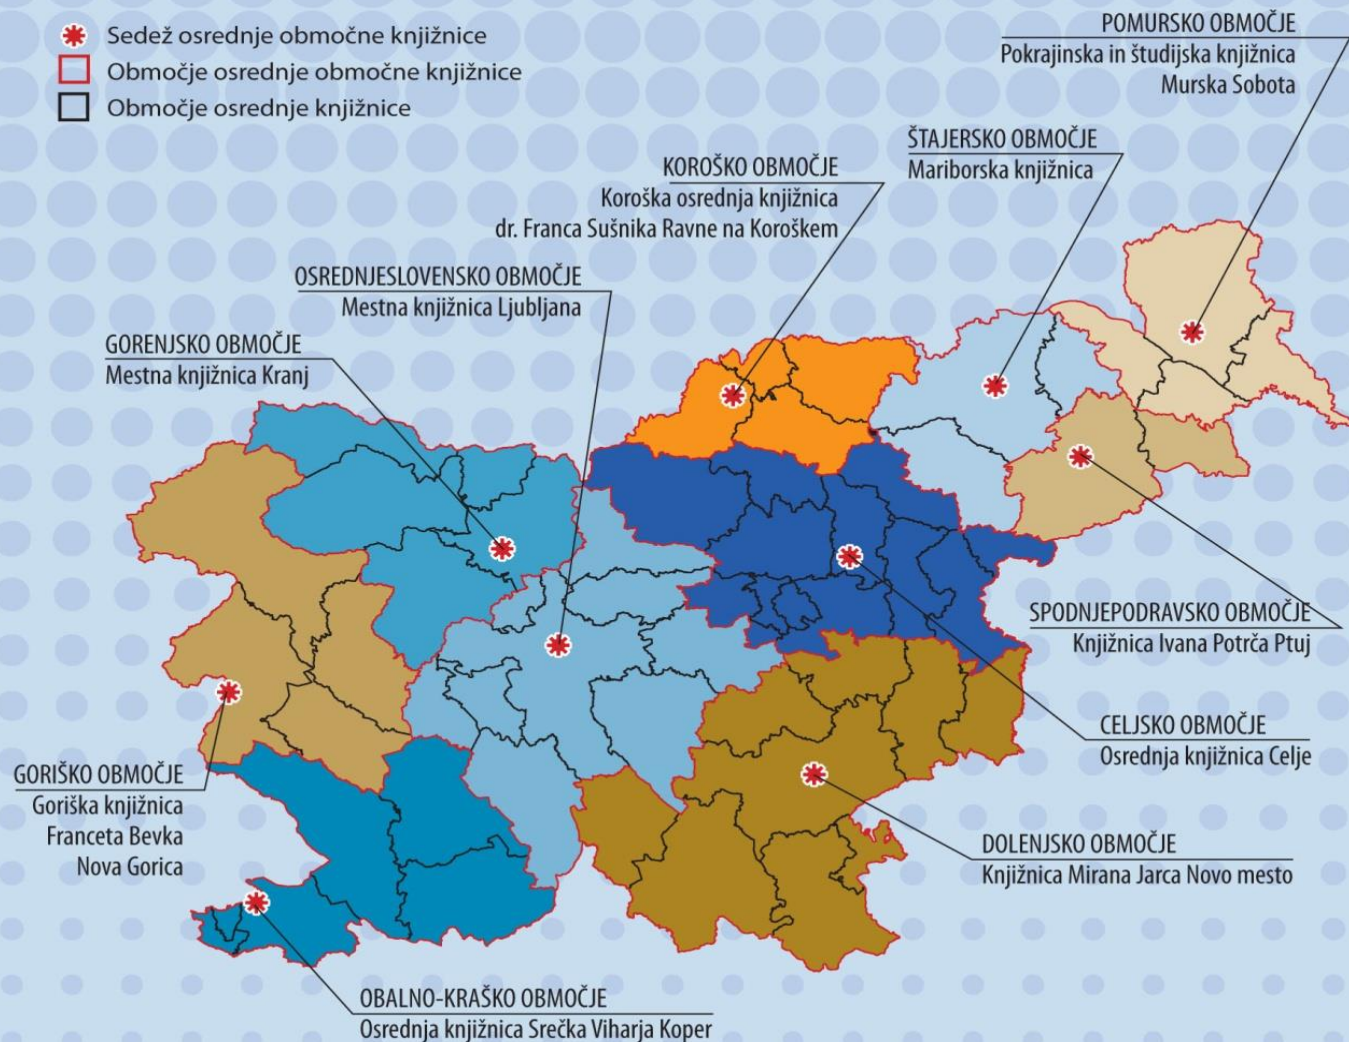 Sedež osrednje območne knjižnice
Območje osrednje območne knjižnice
Območje osrednje knjižnice
POMURSKO OBMOČJE
Pokrajinska in študijska knjižnica
Murska Sobota
ŠTAJERSKO OBMOČJE
Mariborska knjižnica
KOROŠKO OBMOČJE
Koroška osrednja knjižnica
dr. Franca Sušnika Ravne na Koroškem
OSREDNJESLOVENSKO OBMOČJE
Mestna knjižnica Ljubljana
GORENJSKO OBMOČJE
Mestna knjižnica Kranj
SPODNJEPODRAVSKO OBMOČJE
Knjižnica Ivana Potrča Ptuj
CELJSKO OBMOČJE
Osrednja knjižnica Celje
GORIŠKO OBMOČJE
Goriška knjižnica
Franceta Bevka
Nova Gorica
DOLENJSKO OBMOČJE
Knjižnica Mirana Jarca Novo mesto
OBALNO-KRAŠKO OBMOČJE
Osrednja knjižnica Srečka Viharja Koper